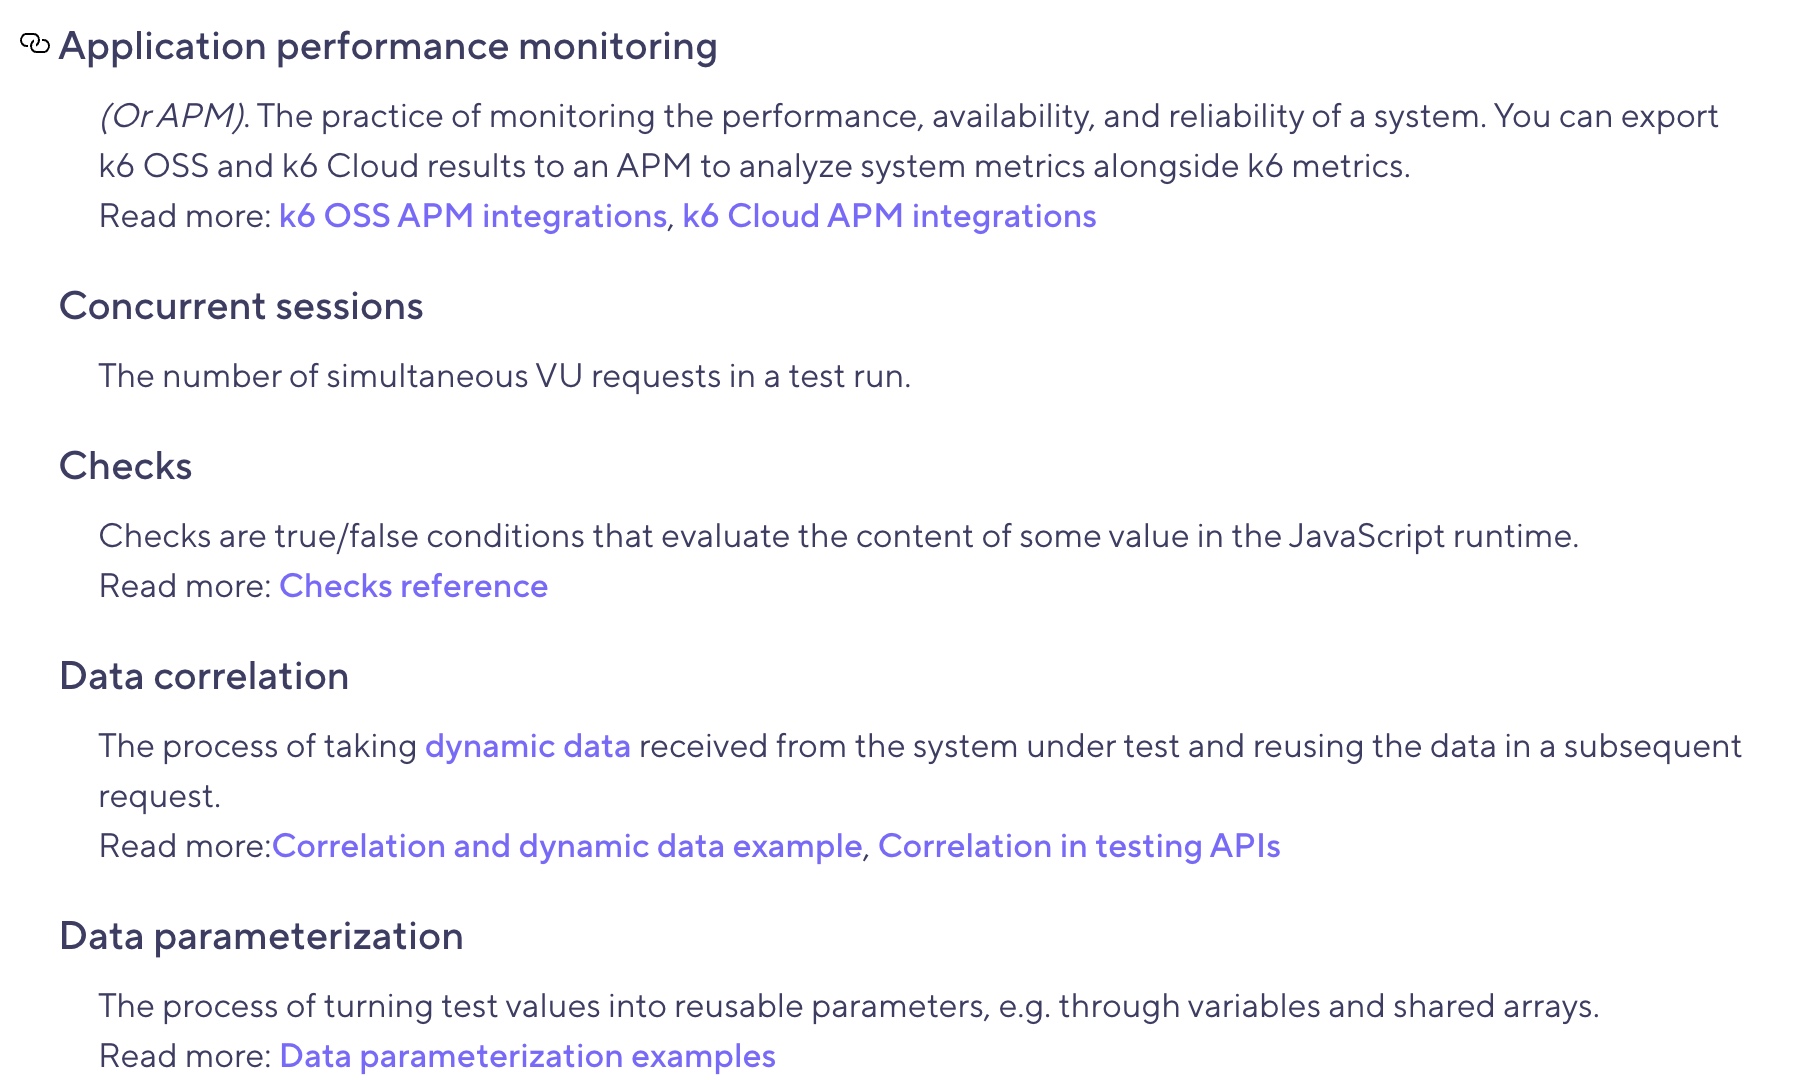 Application performance monitoring
(Or APM). The practice of monitoring the performance, availability, and reliability of a system. You can export
k6 OSS and k6 Cloud results to an APM to analyze system metrics alongside k6 metrics.
Read more: k6 OSS APM integrations, k6 Cloud APM integrations
Concurrent sessions
The number of simultaneous VU requests in a test run.
Checks
Checks are true/false conditions that evaluate the content of some value in the JavaScript runtime.
Read more: Checks reference
Data correlation
The process of taking dynamic data received from the system under test and reusing the data in a subsequent
request.
Read more:Correlation and dynamic data example, Correlation in testing APIs
Data parameterization
The process of turning test values into reusable parameters, e.g. through variables and shared arrays.
Read more: Data parameterization examples